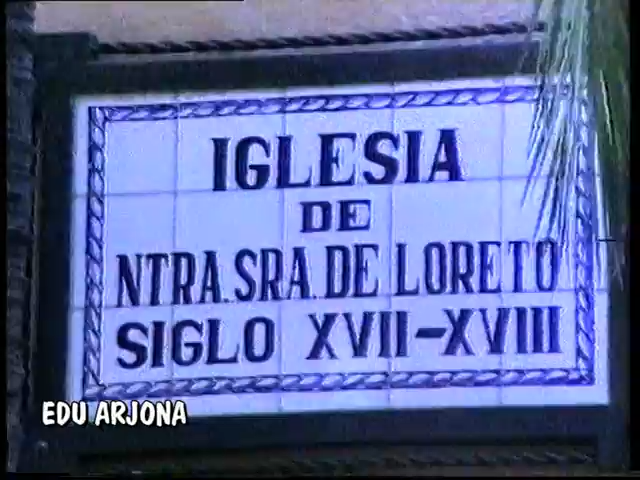 IGLESIA
DE
NTRA.SRA.DE LORETO
SIGLO XVII-XVIII
EDU ARJONA